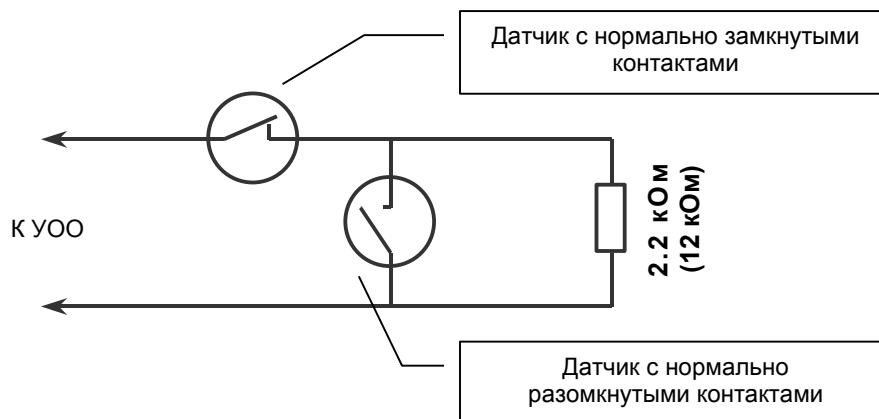 Датчик с нормально замкнутыми
контактами
К УОО
2.2 кОм
(12 кОм)
Датчик с нормально
разомкнутыми контактами